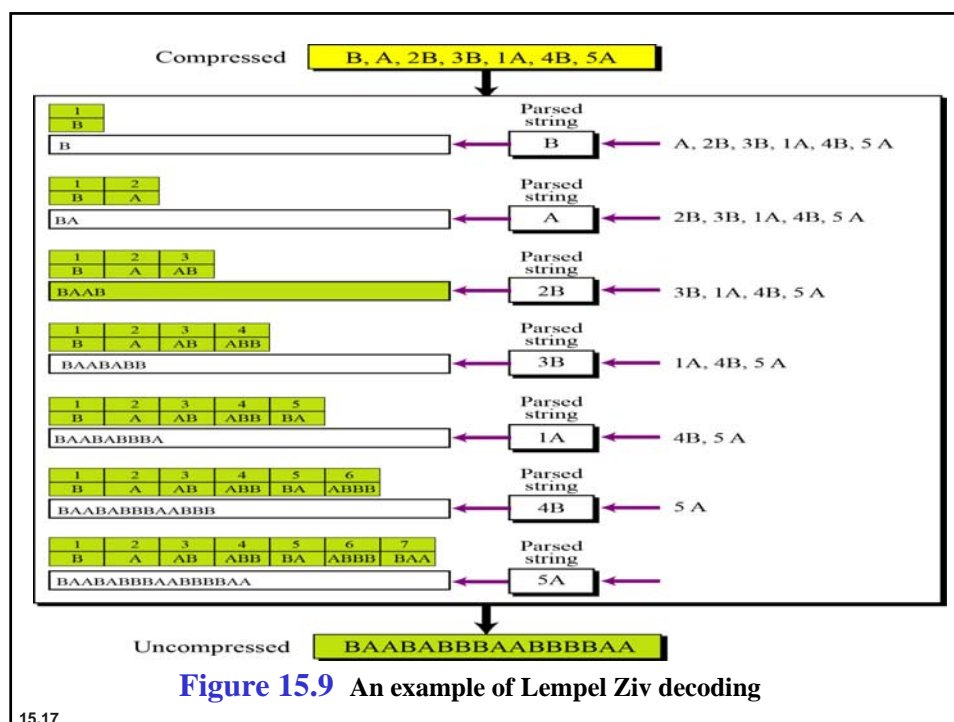 Compressed B, A, 2B, 3B, 1A, 4B, 5A
1
B
Parsed
string
B B A, 2B, 3B, 1A, 4B, 5 A
1 2
B A
Parsed
string
BA A 2B, 3B, 1A, 4B, 5 A
1 2 3
B A AB
Parsed
string
BAAB 2B 3B, 1A, 4B, 5 A
1 2 3 4
B A AB ABB
Parsed
string
BAABABB 3B 1A, 4B, 5 A
1 2 3 4 5
B A AB ABB BA
Parsed
string
BAABABBBA 1A 4B, 5 A
1 2 3 4 5 6
B A AB ABB BA ABBB
Parsed
string
BAABABBBAABBB 4B 5 A
1 2 3 4 5 6 7
B A AB ABB BA ABBB BAA
Parsed
string
BAABABBBAABBBBAA 5A
Uncompressed BAABABBBAABBBBAA
Figure 15.9 An example of Lempel Ziv decoding
15.17